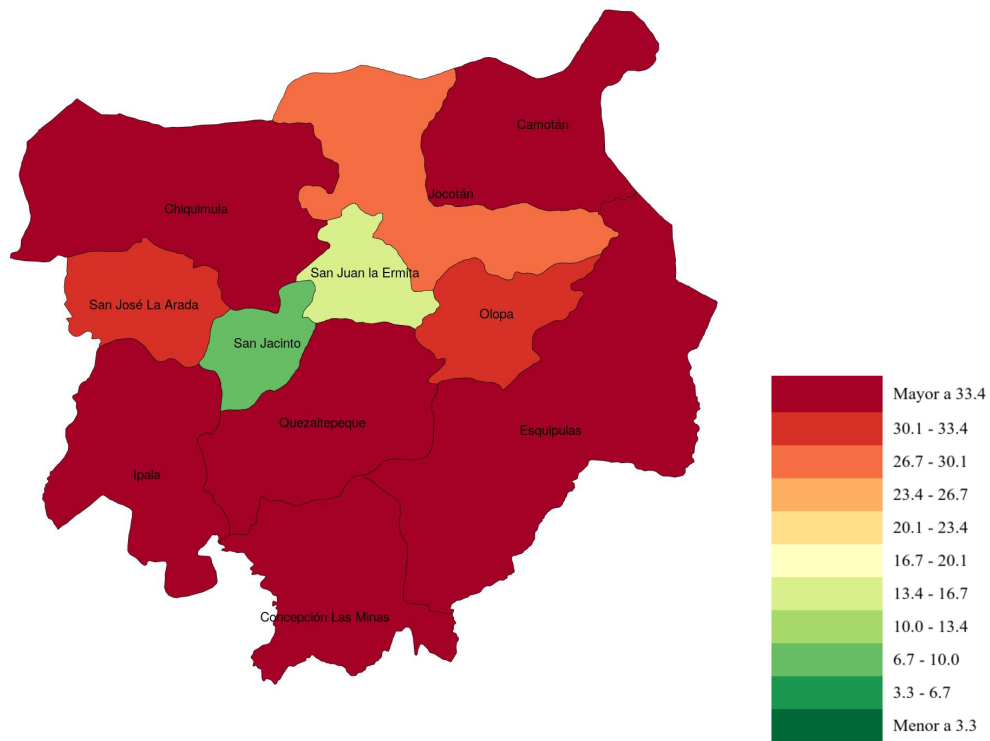 Camotán
Jocotán
Chiquimula
San Juan la Ermita
San José La Arada
Olopa
San Jacinto
Quezaltepeque
Esquipulas
Ipala
Concepción Las Minas
Mayor a 33.4
30.1 - 33.4
26.7 - 30.1
23.4 - 26.7
20.1 - 23.4
16.7 - 20.1
13.4 - 16.7
10.0 - 13.4
6.7 - 10.0
3.3 - 6.7
Menor a 3.3